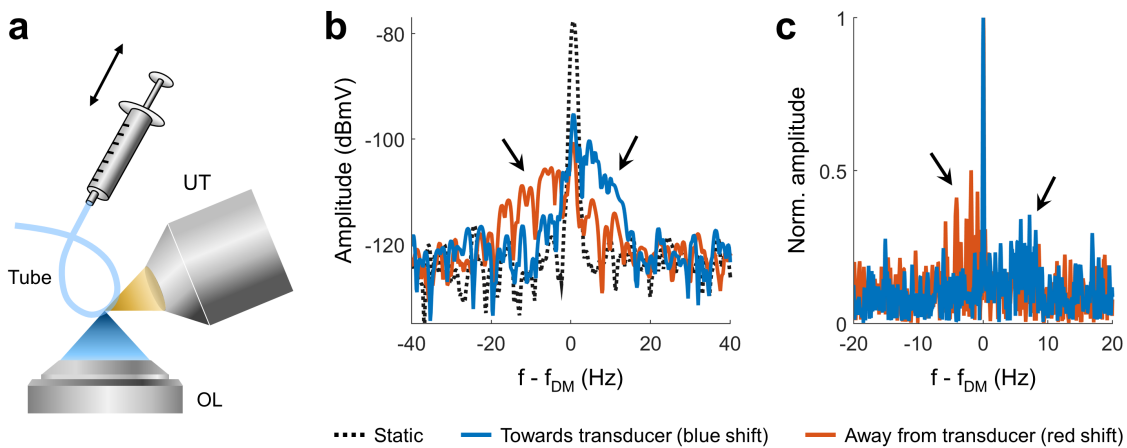 a
UT
Tube
OL
b
Amplitude (dBmV)
-80
-100
-120
-40
-20
0
20
40
f - f_DM (Hz)
c
Norm. amplitude
1
0.5
0
-20
-10
0
10
20
f - f_DM (Hz)
Static
Towards transducer (blue shift)
Away from transducer (red shift)